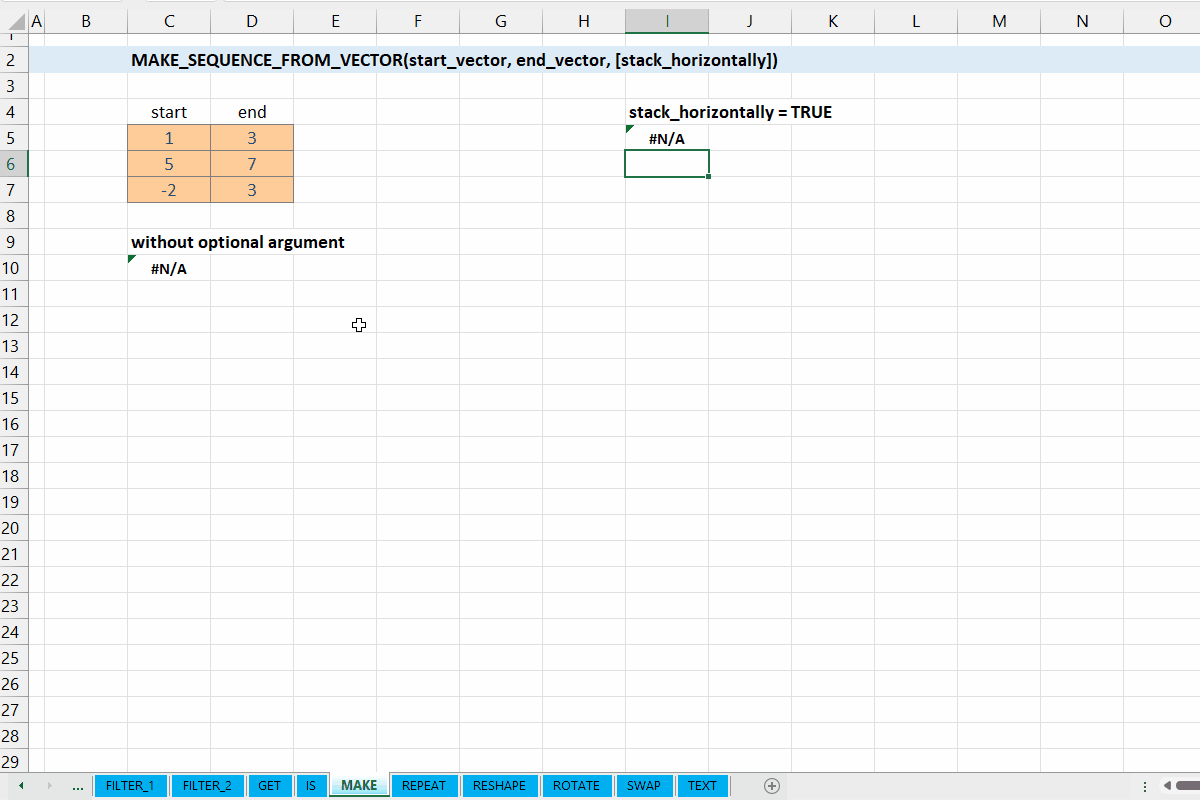 A B C D E F G H I J K L M N O
1
2 MAKE_SEQUENCE_FROM_VECTOR(start_vector, end_vector, [stack_horizontally])
3
4 start end stack_horizontally = TRUE
5 1 3 #N/A
6 5 7
7 -2 3
8
9 without optional argument
10 #N/A
11
12
13
14
15
16
17
18
19
20
21
22
23
24
25
26
27
28
29
... FILTER_1 FILTER_2 GET IS MAKE REPEAT RESHAPE ROTATE SWAP TEXT